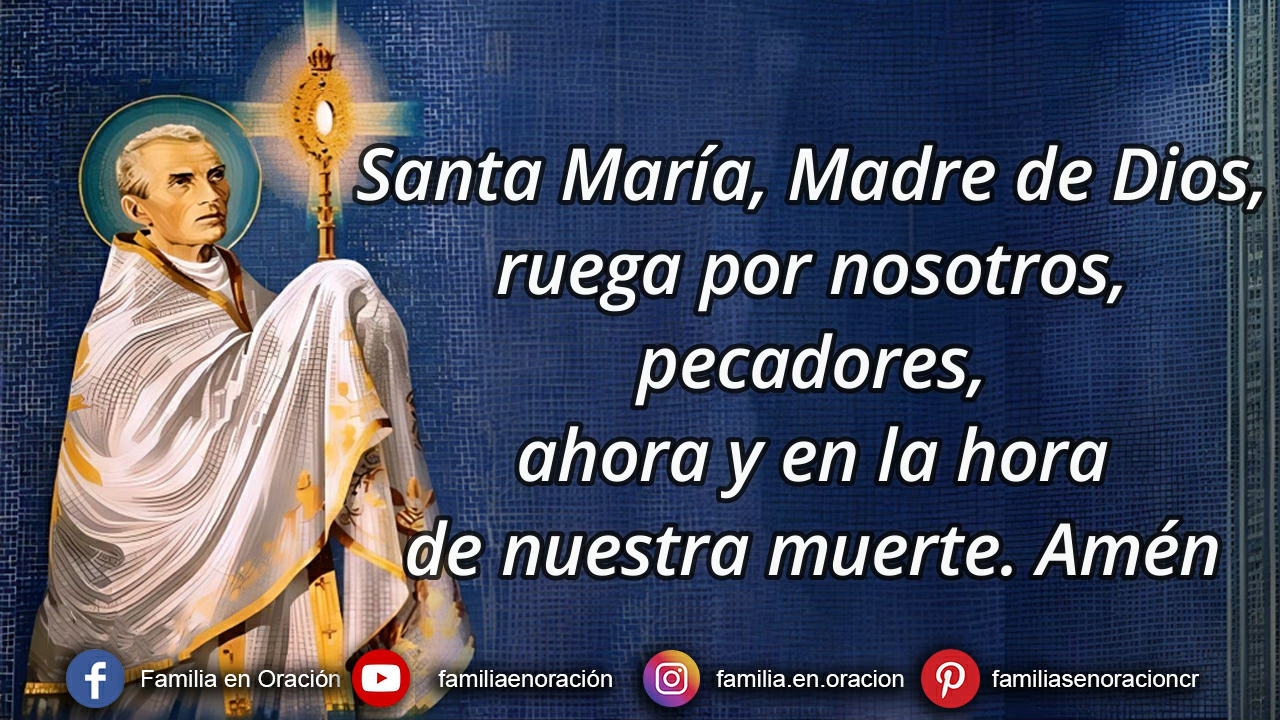 Santa María, Madre de Dios,
ruega por nosotros,
pecadores,
ahora y en la hora
de nuestra muerte. Amén
Familia en Oración familiaenoración familia.en.oracion familiasenoracioncr